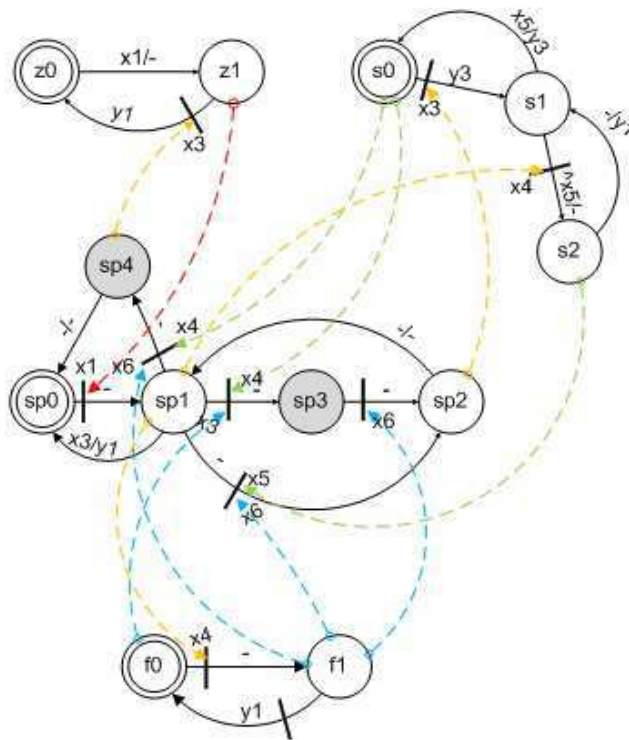 z0
x1/-
z1
y1
x3
s0
x5/y3
y3
x3
s1
-/y1
x4
^x5/-
s2
sp4
-/-
x4
x6
-/-
sp0
x1
-
sp1
x4
-
x3
sp3
-
x6
sp2
x3/y1
-
x5
x6
f0
x4
-
f1
y1